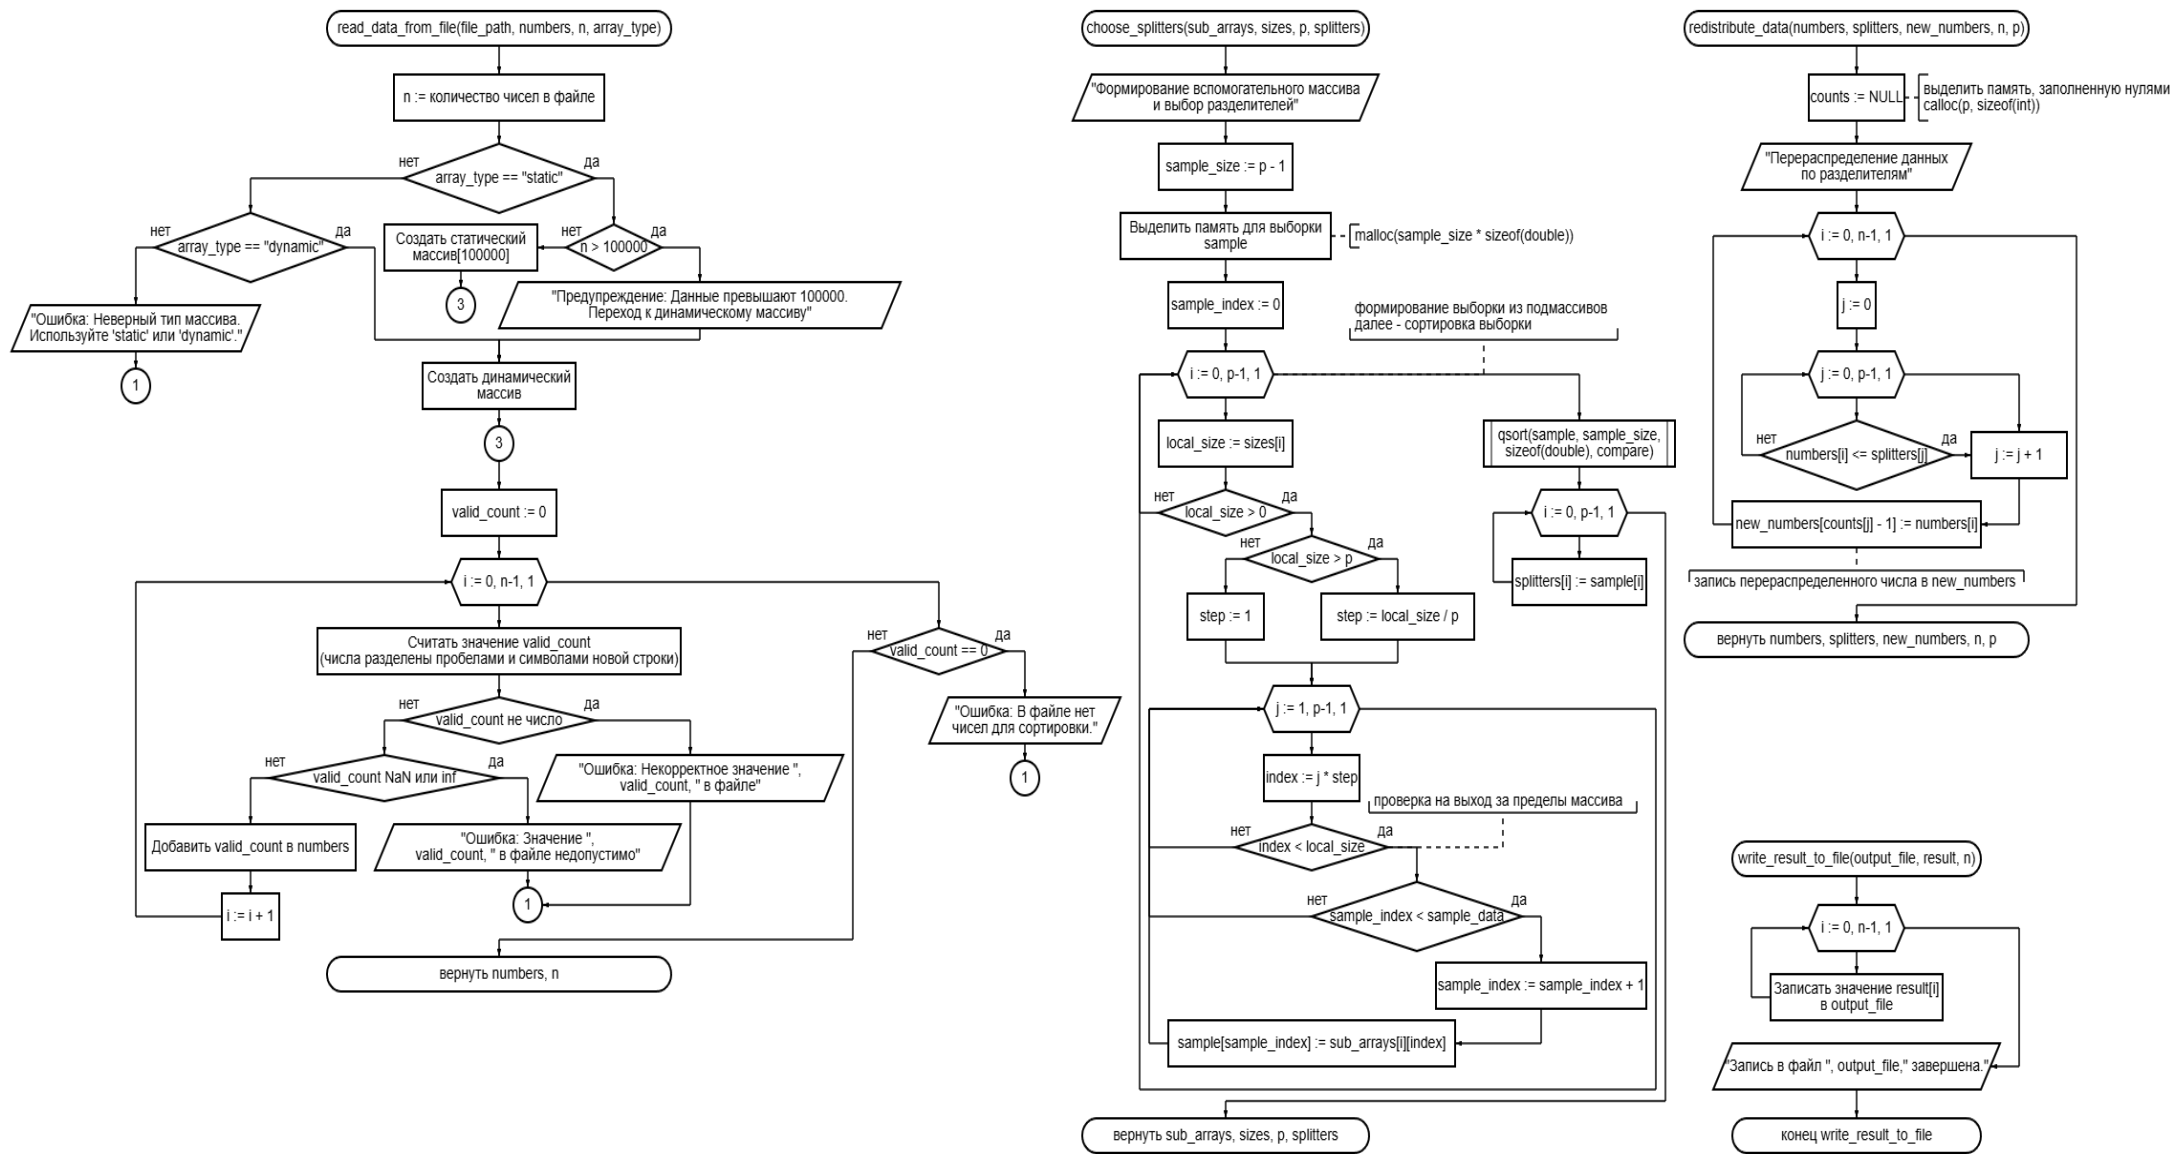 read_data_from_file(file_path, numbers, n, array_type)
n := количество чисел в файле
нет
да
array_type == "static"
нет
да
array_type == "dynamic"
нет
да
n > 100000
Создать статический
массив[100000]
3
"Предупреждение: Данные превышают 100000.
Переход к динамическому массиву"
"Ошибка: Неверный тип массива.
Используйте 'static' или 'dynamic'."
1
Создать динамический
массив
3
valid_count := 0
i := 0, n-1, 1
Считать значение valid_count
(числа разделены пробелами и символами новой строки)
нет
да
valid_count == 0
"Ошибка: В файле нет
чисел для сортировки."
1
нет
да
valid_count не число
нет
да
valid_count NaN или inf
"Ошибка: Некорректное значение ",
valid_count, " в файле"
Добавить valid_count в numbers
"Ошибка: Значение ",
valid_count, " в файле недопустимо"
1
i := i + 1
вернуть numbers, n
choose_splitters(sub_arrays, sizes, p, splitters)
"Формирование вспомогательного массива
и выбор разделителей"
sample_size := p - 1
Выделить память для выборки
sample
malloc(sample_size * sizeof(double))
sample_index := 0
формирование выборки из подмассивов
далее - сортировка выборки
i := 0, p-1, 1
local_size := sizes[i]
qsort(sample, sample_size,
sizeof(double), compare)
нет
да
local_size > 0
i := 0, p-1, 1
нет
да
local_size > p
splitters[i] := sample[i]
step := 1
step := local_size / p
j := 1, p-1, 1
index := j * step
проверка на выход за пределы массива
нет
да
index < local_size
нет
да
sample_index < sample_data
sample_index := sample_index + 1
sample[sample_index] := sub_arrays[i][index]
вернуть sub_arrays, sizes, p, splitters
redistribute_data(numbers, splitters, new_numbers, n, p)
counts := NULL
выделить память, заполненную нулями
calloc(p, sizeof(int))
"Перераспределение данных
по разделителям"
i := 0, n-1, 1
j := 0
j := 0, p-1, 1
нет
да
numbers[i] <= splitters[j]
j := j + 1
new_numbers[counts[j] - 1] := numbers[i]
запись перераспределенного числа в new_numbers
вернуть numbers, splitters, new_numbers, n, p
write_result_to_file(output_file, result, n)
i := 0, n-1, 1
Записать значение result[i]
в output_file
"Запись в файл ", output_file," завершена."
конец write_result_to_file